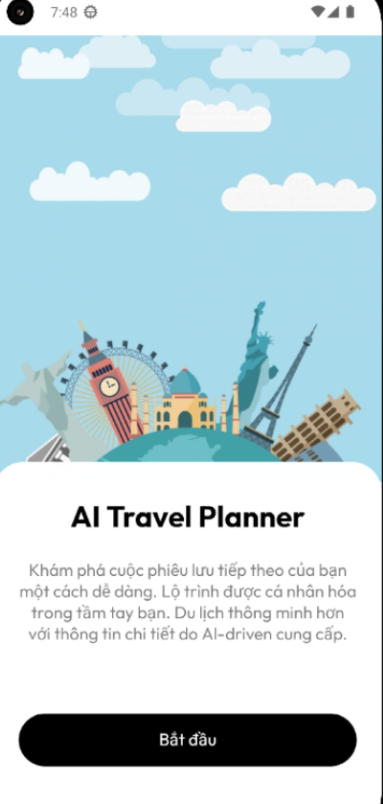 7:48
AI Travel Planner
Khám phá cuộc phiêu lưu tiếp theo của bạn
một cách dễ dàng. Lộ trình được cá nhân hóa
trong tầm tay bạn. Du lịch thông minh hơn
với thông tin chi tiết do AI-driven cung cấp.
Bắt đầu